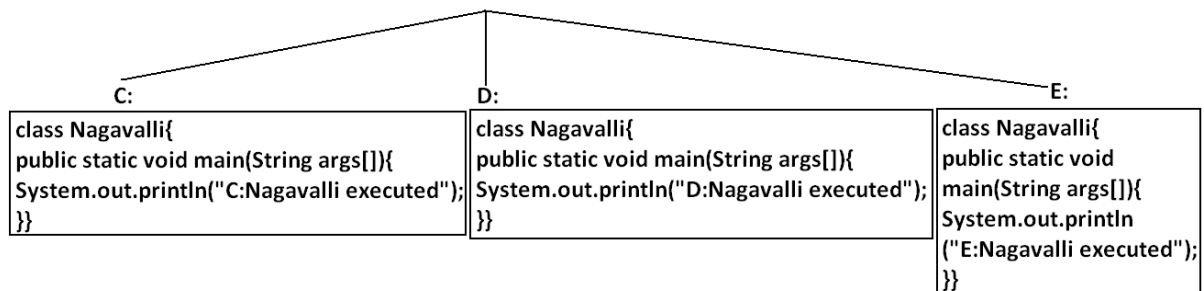 C:
class Nagavalli{
public static void main(String args[]){
System.out.println("C:Nagavalli executed");
}}
D:
class Nagavalli{
public static void main(String args[]){
System.out.println("D:Nagavalli executed");
}}
E:
class Nagavalli{
public static void
main(String args[]){
System.out.println
("E:Nagavalli executed");
}}